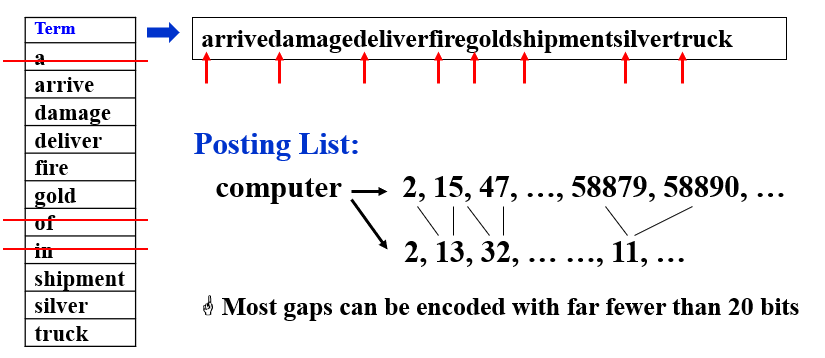 Term
a
arrive
damage
deliver
fire
gold
of
in
shipment
silver
truck
arrivedamagedeliverfiregoldshipmentsilvertruck
Posting List:
computer
2, 15, 47, …, 58879, 58890, …
2, 13, 32, … …, 11, …
☝ Most gaps can be encoded with far fewer than 20 bits